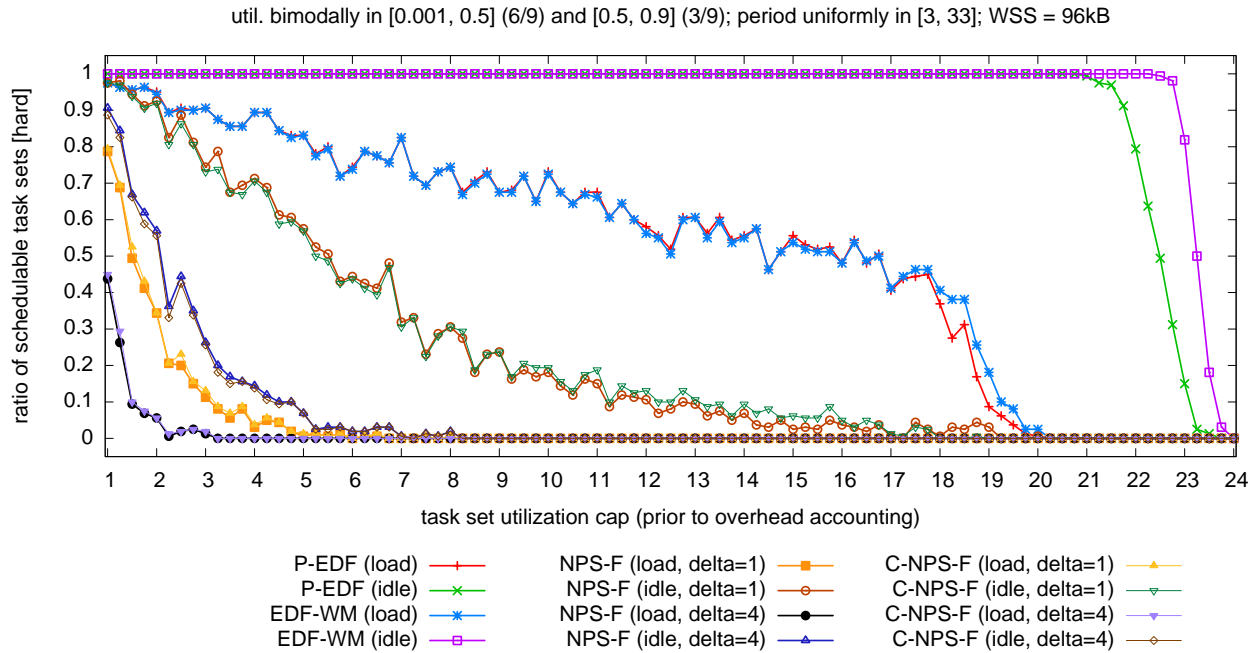 util. bimodally in [0.001, 0.5] (6/9) and [0.5, 0.9] (3/9); period uniformly in [3, 33]; WSS = 96kB
ratio of schedulable task sets [hard]
1
0.9
0.8
0.7
0.6
0.5
0.4
0.3
0.2
0.1
0
1 2 3 4 5 6 7 8 9 10 11 12 13 14 15 16 17 18 19 20 21 22 23 24
task set utilization cap (prior to overhead accounting)
P-EDF (load) NPS-F (load, delta=1) C-NPS-F (load, delta=1)
P-EDF (idle) NPS-F (idle, delta=1) C-NPS-F (idle, delta=1)
EDF-WM (load) NPS-F (load, delta=4) C-NPS-F (load, delta=4)
EDF-WM (idle) NPS-F (idle, delta=4) C-NPS-F (idle, delta=4)